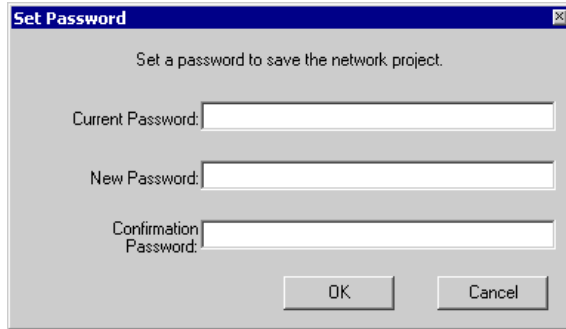 Set Password
Set a password to save the network project.
Current Password:
New Password:
Confirmation
Password:
OK
Cancel